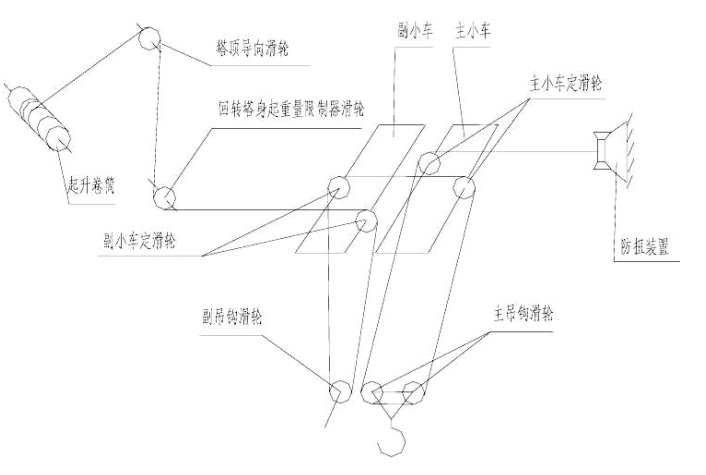 副小车
主小车
塔顶导向滑轮
主小车定滑轮
回转塔身起重量限制器滑轮
起升卷筒
副小车定滑轮
防扭装置
副吊钩滑轮
主吊钩滑轮